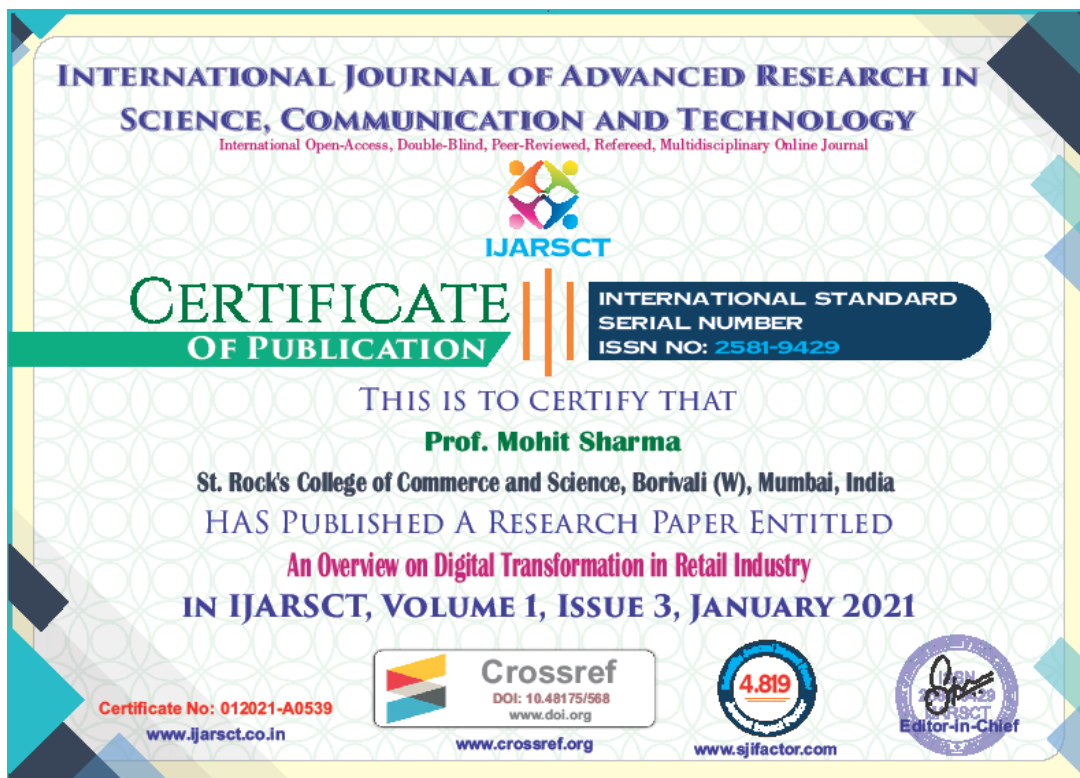 INTERNATIONAL JOURNAL OF ADVANCED RESEARCH IN
SCIENCE, COMMUNICATION AND TECHNOLOGY
International Open-Access, Double-Blind, Peer-Reviewed, Refereed, Multidisciplinary Online Journal
IJARSCT
CERTIFICATE
OF PUBLICATION
INTERNATIONAL STANDARD
SERIAL NUMBER
ISSN NO: 2581-9429
THIS IS TO CERTIFY THAT
Prof. Mohit Sharma
St. Rock's College of Commerce and Science, Borivali (W), Mumbai, India
HAS PUBLISHED A RESEARCH PAPER ENTITLED
An Overview on Digital Transformation in Retail Industry
IN IJARSCT, VOLUME 1, ISSUE 3, JANUARY 2021
Certificate No: 012021-A0539
www.ijarsct.co.in
Crossref
DOI: 10.48175/568
www.doi.org
www.crossref.org
4.819
www.sjifactor.com
Editor-in-Chief